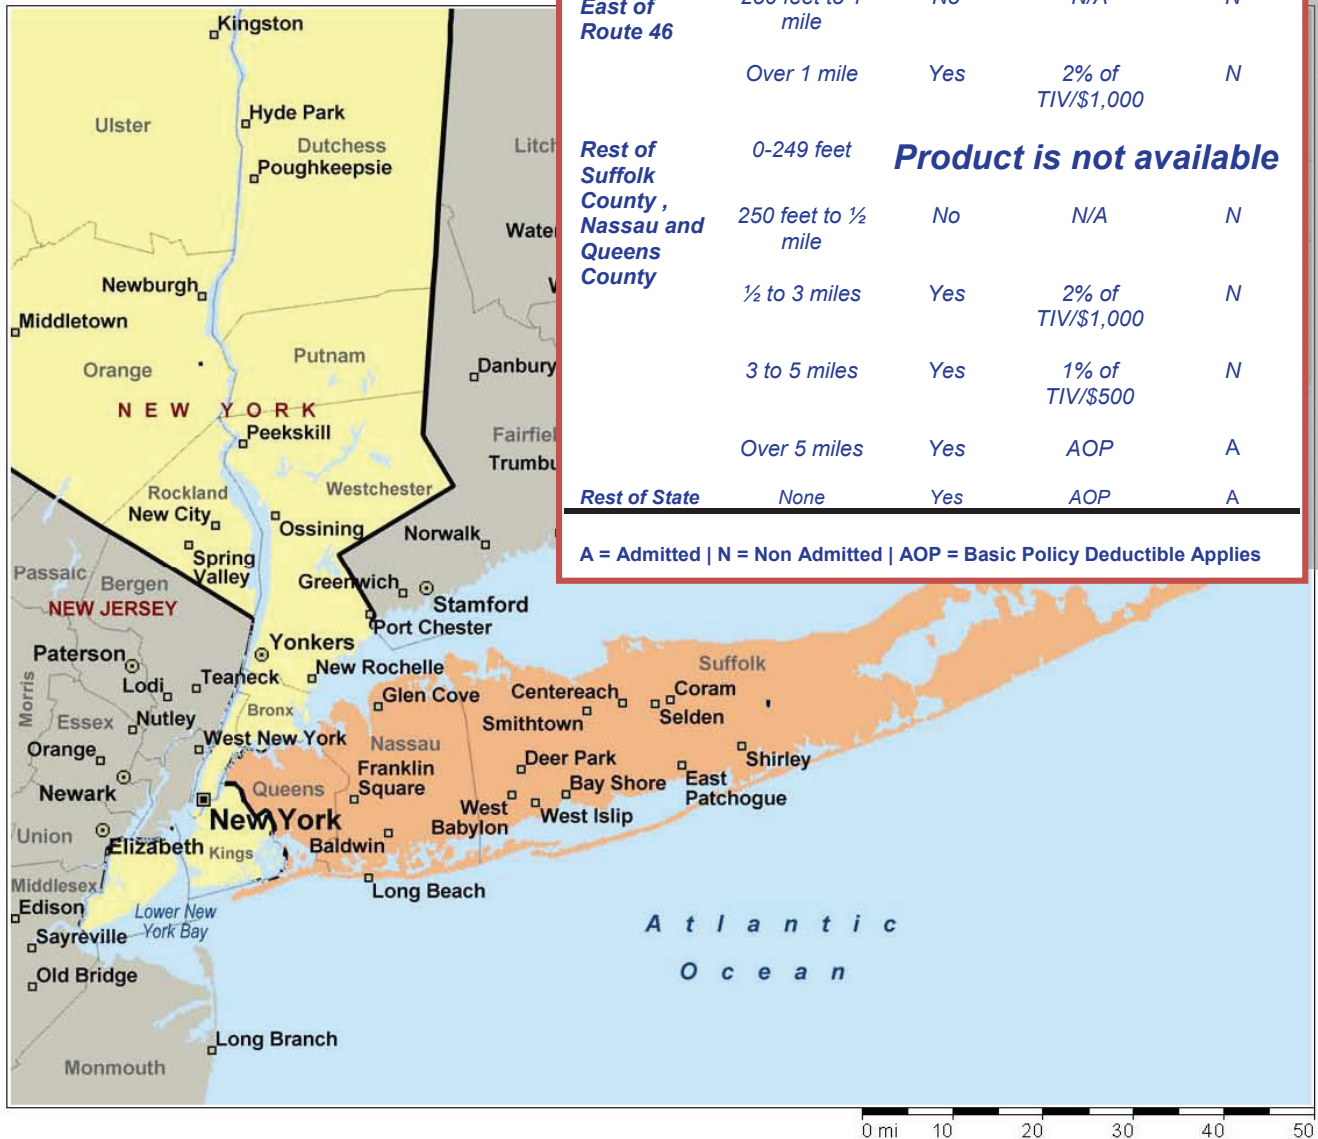 Kingston
Hyde Park
Ulster
Dutchess
Poughkeepsie
Newburgh
Middletown
Orange
Putnam
NEW YORK
Peekskill
Westchester
Rockland
New City
Ossining
Spring
Valley
Danbury
Norwalk
Greenwich
Stamford
Port Chester
Passaic
Bergen
NEW JERSEY
Paterson
Yonkers
Teaneck
New Rochelle
Lodi
Morris
Essex
Nutley
Bronx
West New York
Orange
Newark
Union
Elizabeth
New York
Kings
Queens
Nassau
Glen Cove
Franklin
Square
Baldwin
Long Beach
Suffolk
Centereach
Coram
Smithtown
Selden
Deer Park
Bay Shore
Shirley
East
Patchogue
West
Babylon
West Islip
Middlesex
Edison
Sayreville
Old Bridge
Lower New
York Bay
Long Branch
Monmouth
Atlantic
Ocean
East of
Route 46
mile
Over 1 mile Yes 2% of
TIV/$1,000 N
Rest of
Suffolk
County ,
Nassau and
Queens
County
0-249 feet Product is not available
250 feet to ½
mile No N/A N
½ to 3 miles Yes 2% of
TIV/$1,000 N
3 to 5 miles Yes 1% of
TIV/$500 N
Over 5 miles Yes AOP A
Rest of State None Yes AOP A
A = Admitted | N = Non Admitted | AOP = Basic Policy Deductible Applies
0 mi 10 20 30 40 50